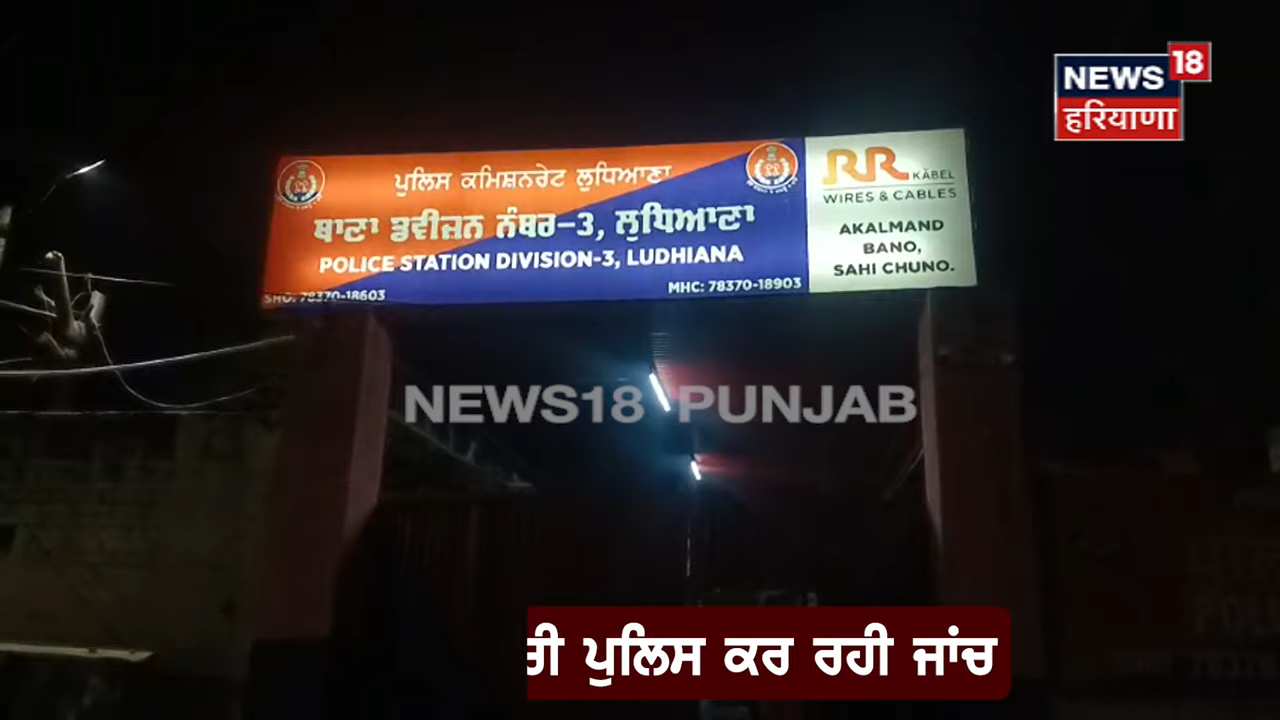 NEWS 18
हरियाणा
ਪੁਲਿਸ ਕਮਿਸ਼ਨਰੇਟ ਲੁਧਿਆਣਾ
ਥਾਣਾ ਡਵੀਜ਼ਨ ਨੰਬਰ-3, ਲੁਧਿਆਣਾ
POLICE STATION DIVISION-3, LUDHIANA
SHO: 78370-18603
MHC: 78370-18903
RR KABEL
WIRES & CABLES
AKALMAND
BANO,
SAHI CHUNO.
NEWS18 PUNJAB
ਪੁਲਿਸ ਕਰ ਰਹੀ ਜਾਂਚ